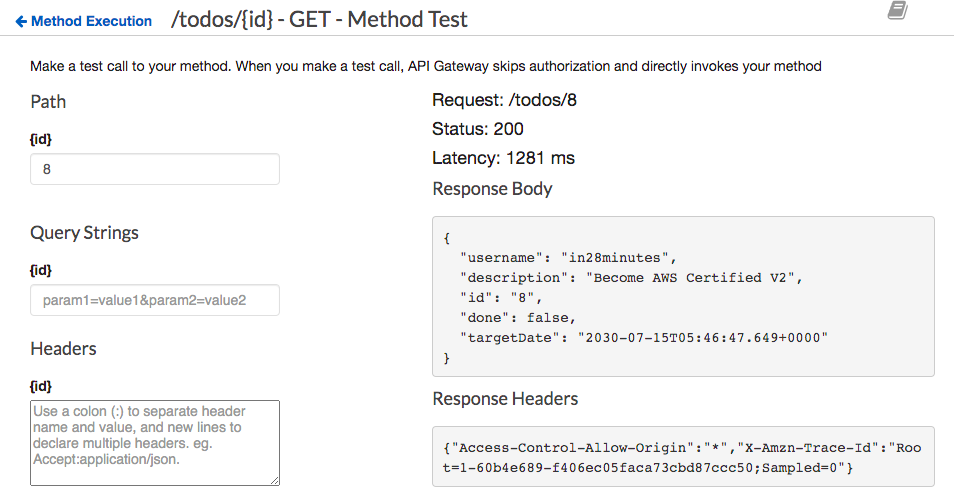 Method Execution /todos/{id} - GET - Method Test
Make a test call to your method. When you make a test call, API Gateway skips authorization and directly invokes your method
Path
{id}
8
Query Strings
{id}
param1=value1&param2=value2
Headers
{id}
Use a colon (:) to separate header
name and value, and new lines to
declare multiple headers. eg.
Accept:application/json.
Request: /todos/8
Status: 200
Latency: 1281 ms
Response Body
{
"username": "in28minutes",
"description": "Become AWS Certified V2",
"id": "8",
"done": false,
"targetDate": "2030-07-15T05:46:47.649+0000"
}
Response Headers
{"Access-Control-Allow-Origin":"*","X-Amzn-Trace-Id":"Roo
t=1-60b4e689-f406ec05faca73cbd87ccc50;Sampled=0"}